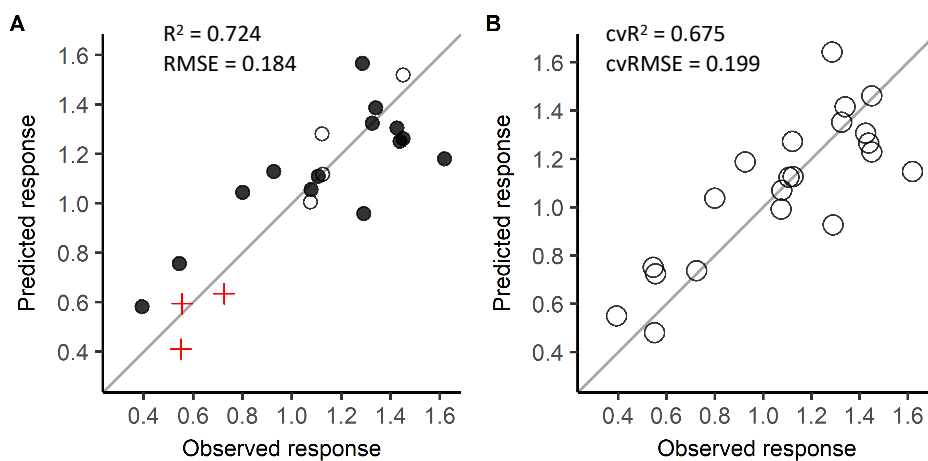 A
R² = 0.724
RMSE = 0.184
Predicted response
1.6
1.4
1.2
1.0
0.8
0.6
0.4
0.4 0.6 0.8 1.0 1.2 1.4 1.6
Observed response
B
cvR² = 0.675
cvRMSE = 0.199
Predicted response
1.6
1.4
1.2
1.0
0.8
0.6
0.4
0.4 0.6 0.8 1.0 1.2 1.4 1.6
Observed response